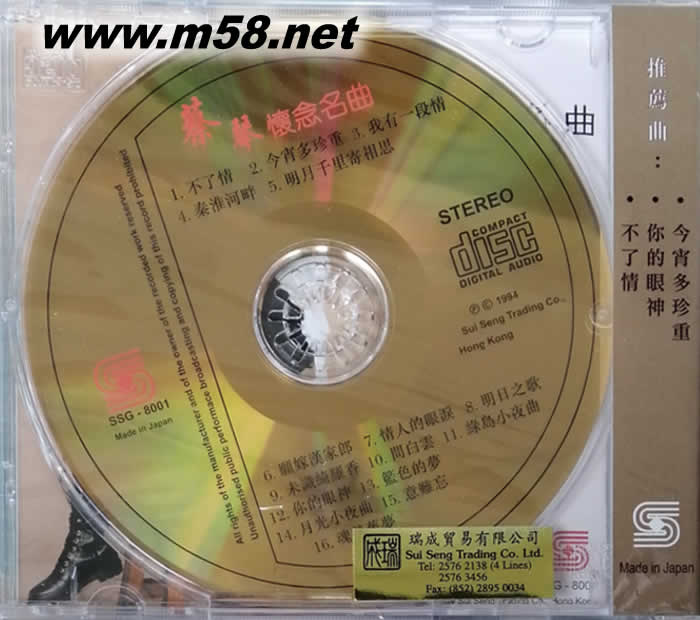 www.m58.net
蔡琴 懷念名曲
1. 不了情 2. 今宵多珍重 3. 我有一段情
4. 秦淮河畔 5. 明月千里寄相思
STEREO
COMPACT
disc
DIGITAL AUDIO
Ⓟ © 1994
Sui Seng Trading Co.,
Hong Kong
SSG - 8001
Made in Japan
All rights of the manufacturer and of the owner of the recorded work reserved
Unauthorised public performace broadcasting and copying of this record prohibited
6. 願嫁漢家郎 7. 情人的眼淚 8. 明日之歌
9. 未識綺羅香 10. 問白雲 11. 綠島小夜曲
12. 你的眼神 13. 藍色的夢
14. 月光小夜曲 15. 意難忘
16. 魂
夢
曲
推薦曲：
• 今宵多珍重
• 你的眼神
• 不了情
Made in Japan
瑞成貿易有限公司
Sui Seng Trading Co. Ltd.
Tel: 2576 2138 (4 Lines)
2576 3456
Fax: (852) 2895 0034